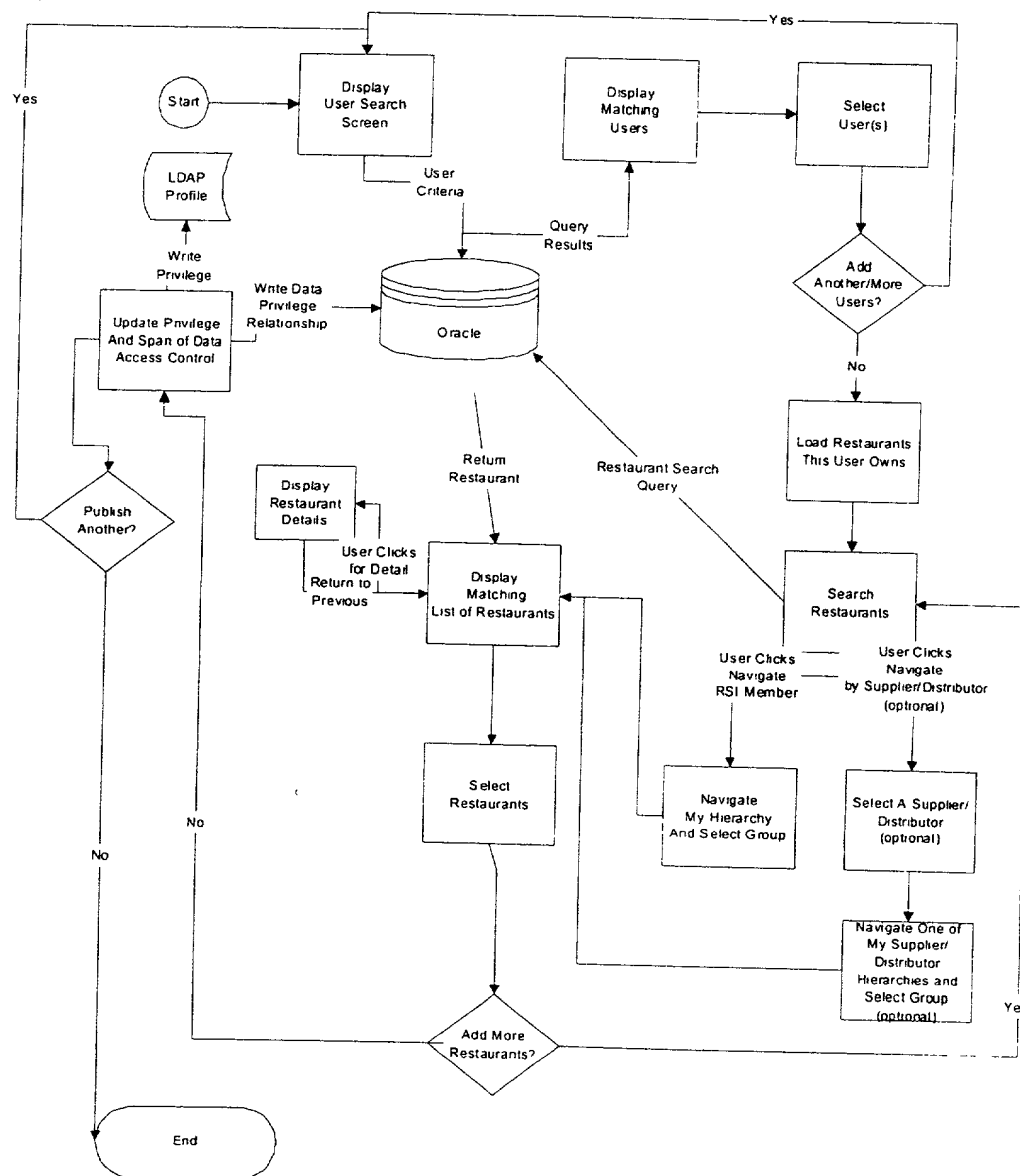 Yes
Yes
Yes
Start
Display
User Search
Screen
Display
Matching
Users
Select
User(s)
LDAP
Profile
User
Criteria
Query
Results
Write
Privilege
Write Data
Privilege
Relationship
Add
Another/More
Users?
Update Privilege
And Span of Data
Access Control
Oracle
No
Load Restaurants
This User Owns
Return
Restaurant
Restaurant Search
Query
Display
Restaurant
Details
Publish
Another?
User Clicks
for Detail
Return to
Previous
Display
Matching
List of Restaurants
Search
Restaurants
User Clicks
Navigate
RSI Member
User Clicks
Navigate
by Supplier/Distributor
(optional)
Select
Restaurants
Navigate
My Hierarchy
And Select Group
Select A Supplier/
Distributor
(optional)
No
No
Navigate One of
My Supplier/
Distributor
Hierarchies and
Select Group
(optional)
Add More
Restaurants?
End